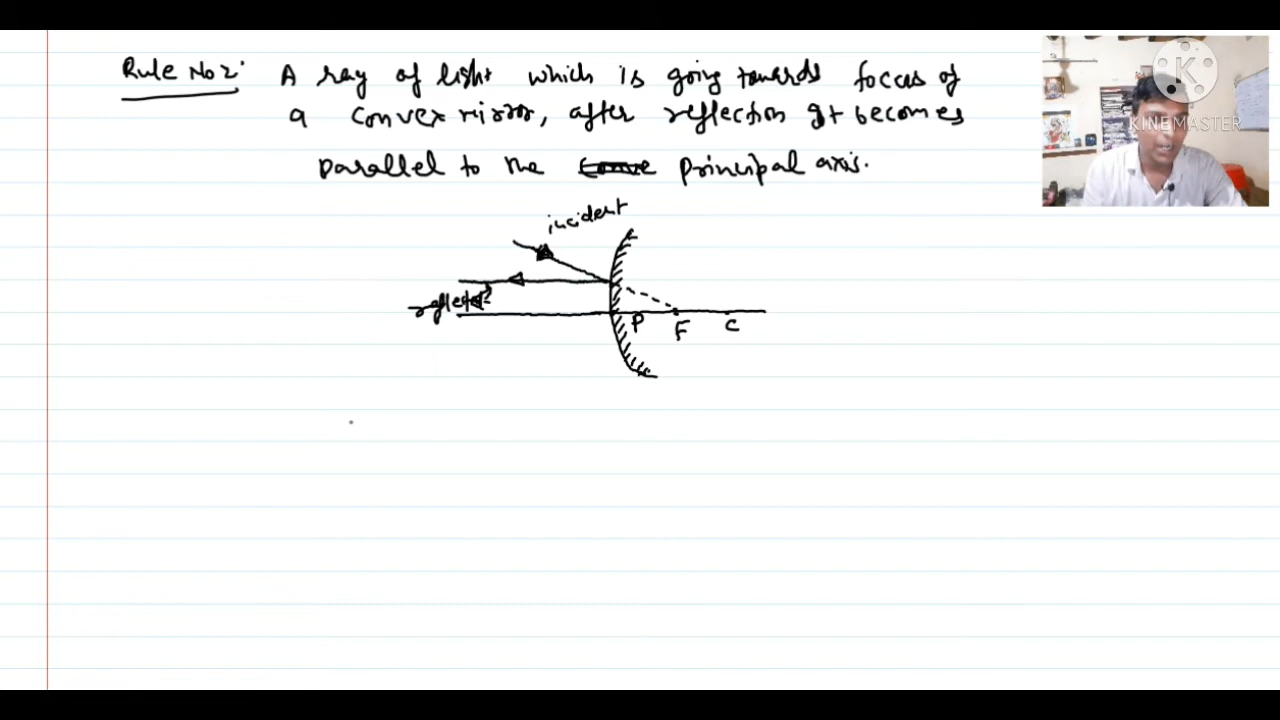 Rule No 2: A ray of light which is going towards foccus of
a convex mirror, after reflection It becomes
parallel to the principal axis.
incident
reflected
P
F
C
K
KINEMASTER